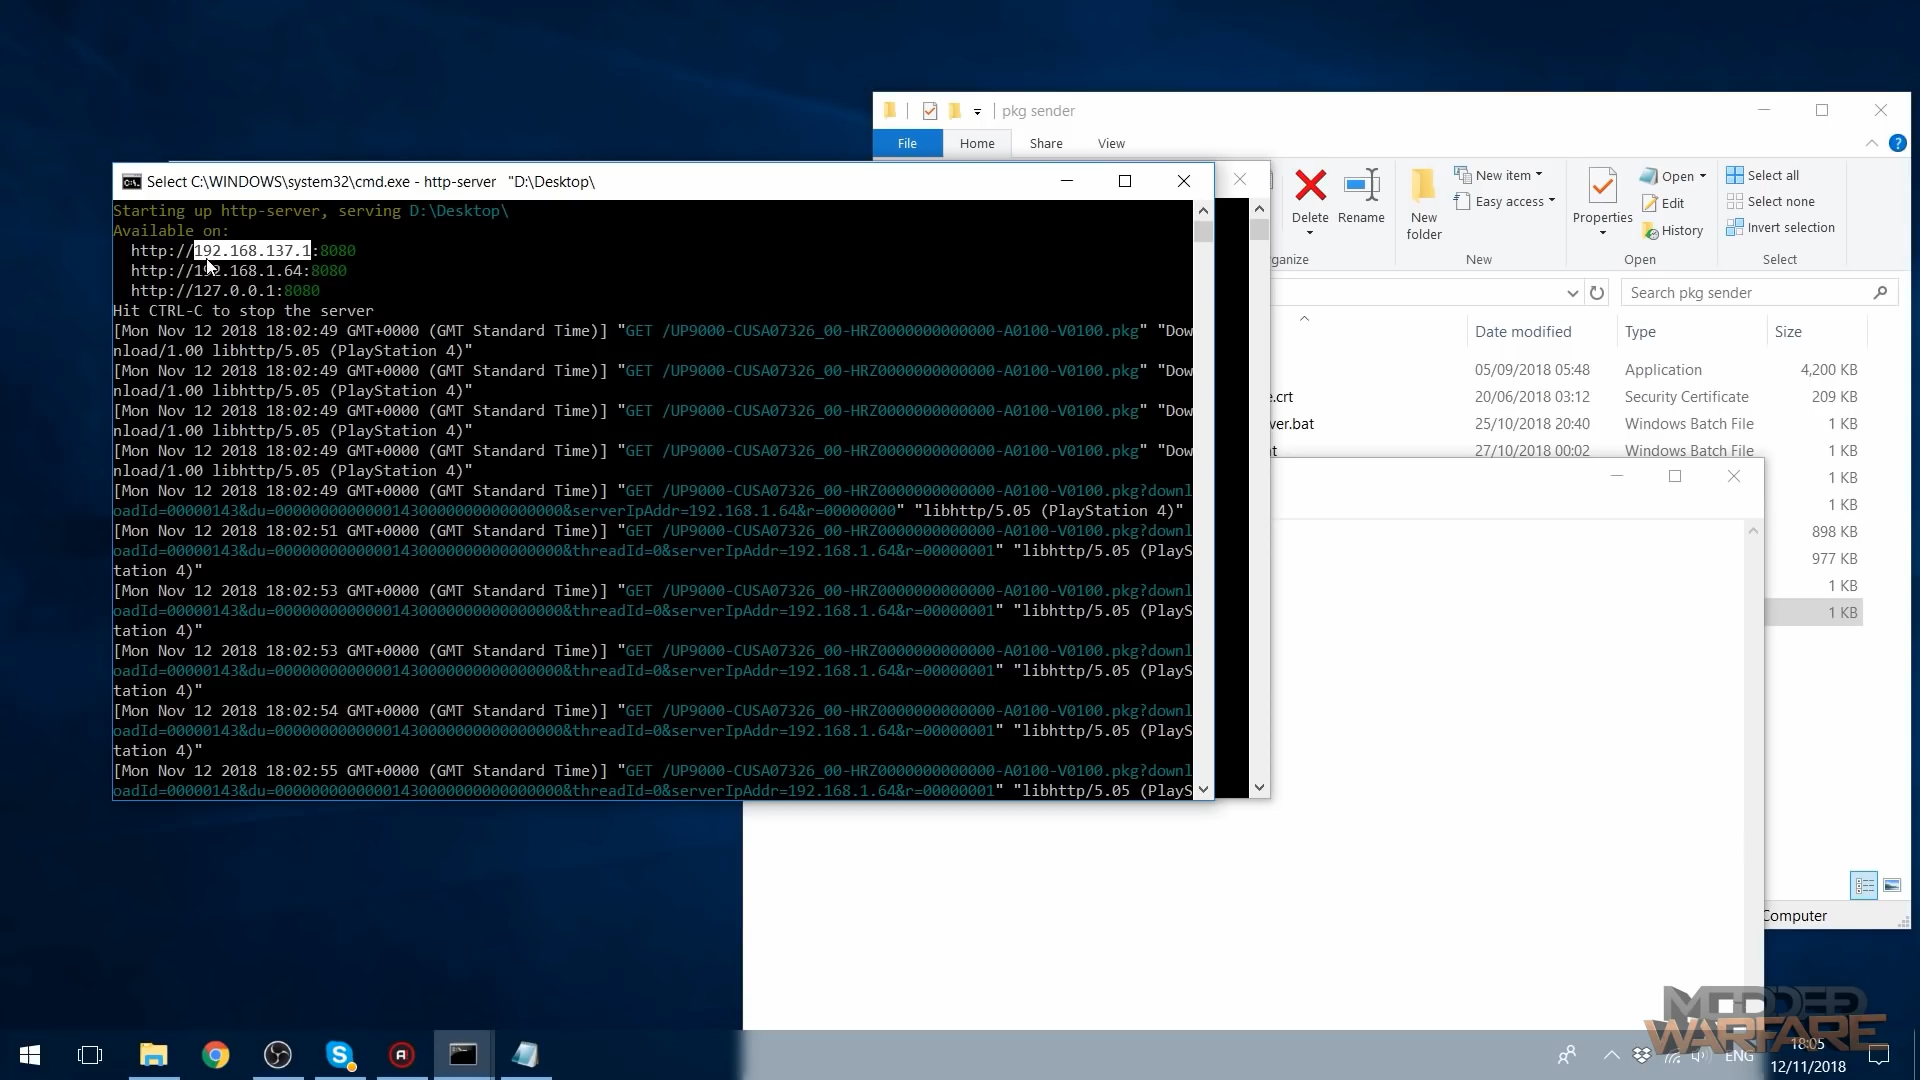 pkg sender
File Home Share View
Select C:\WINDOWS\system32\cmd.exe - http-server "D:\Desktop\
Starting up http-server, serving D:\Desktop\
Available on:
http://192.168.137.1:8080
http://192.168.1.64:8080
http://127.0.0.1:8080
Hit CTRL-C to stop the server
[Mon Nov 12 2018 18:02:49 GMT+0000 (GMT Standard Time)] "GET /UP9000-CUSA07326_00-HRZ0000000000000-A0100-V0100.pkg" "Dow
nload/1.00 libhttp/5.05 (PlayStation 4)"
[Mon Nov 12 2018 18:02:49 GMT+0000 (GMT Standard Time)] "GET /UP9000-CUSA07326_00-HRZ0000000000000-A0100-V0100.pkg" "Dow
nload/1.00 libhttp/5.05 (PlayStation 4)"
[Mon Nov 12 2018 18:02:49 GMT+0000 (GMT Standard Time)] "GET /UP9000-CUSA07326_00-HRZ0000000000000-A0100-V0100.pkg" "Dow
nload/1.00 libhttp/5.05 (PlayStation 4)"
[Mon Nov 12 2018 18:02:49 GMT+0000 (GMT Standard Time)] "GET /UP9000-CUSA07326_00-HRZ0000000000000-A0100-V0100.pkg" "Dow
nload/1.00 libhttp/5.05 (PlayStation 4)"
[Mon Nov 12 2018 18:02:49 GMT+0000 (GMT Standard Time)] "GET /UP9000-CUSA07326_00-HRZ0000000000000-A0100-V0100.pkg?downl
oadId=00000143&du=00000000000001430000000000000000&serverIpAddr=192.168.1.64&r=00000000" "libhttp/5.05 (PlayStation 4)"
[Mon Nov 12 2018 18:02:51 GMT+0000 (GMT Standard Time)] "GET /UP9000-CUSA07326_00-HRZ0000000000000-A0100-V0100.pkg?downl
oadId=00000143&du=00000000000001430000000000000000&threadId=0&serverIpAddr=192.168.1.64&r=00000001" "libhttp/5.05 (PlayS
tation 4)"
[Mon Nov 12 2018 18:02:53 GMT+0000 (GMT Standard Time)] "GET /UP9000-CUSA07326_00-HRZ0000000000000-A0100-V0100.pkg?downl
oadId=00000143&du=00000000000001430000000000000000&threadId=0&serverIpAddr=192.168.1.64&r=00000001" "libhttp/5.05 (PlayS
tation 4)"
[Mon Nov 12 2018 18:02:53 GMT+0000 (GMT Standard Time)] "GET /UP9000-CUSA07326_00-HRZ0000000000000-A0100-V0100.pkg?downl
oadId=00000143&du=00000000000001430000000000000000&threadId=0&serverIpAddr=192.168.1.64&r=00000001" "libhttp/5.05 (PlayS
tation 4)"
[Mon Nov 12 2018 18:02:54 GMT+0000 (GMT Standard Time)] "GET /UP9000-CUSA07326_00-HRZ0000000000000-A0100-V0100.pkg?downl
oadId=00000143&du=00000000000001430000000000000000&threadId=0&serverIpAddr=192.168.1.64&r=00000001" "libhttp/5.05 (PlayS
tation 4)"
[Mon Nov 12 2018 18:02:55 GMT+0000 (GMT Standard Time)] "GET /UP9000-CUSA07326_00-HRZ0000000000000-A0100-V0100.pkg?downl
oadId=00000143&du=00000000000001430000000000000000&threadId=0&serverIpAddr=192.168.1.64&r=00000001" "libhttp/5.05 (PlayS
New item Open Select all
Easy access Edit Select none
Delete Rename New folder Properties History Invert selection
ganize New Open Select
Search pkg sender
Date modified Type Size
05/09/2018 05:48 Application 4,200 KB
e.crt 20/06/2018 03:12 Security Certificate 209 KB
ver.bat 25/10/2018 20:40 Windows Batch File 1 KB
t 27/10/2018 00:02 Windows Batch File 1 KB
1 KB
1 KB
898 KB
977 KB
1 KB
1 KB
Computer
MODDED
WARFARE
ENG
18:05
12/11/2018